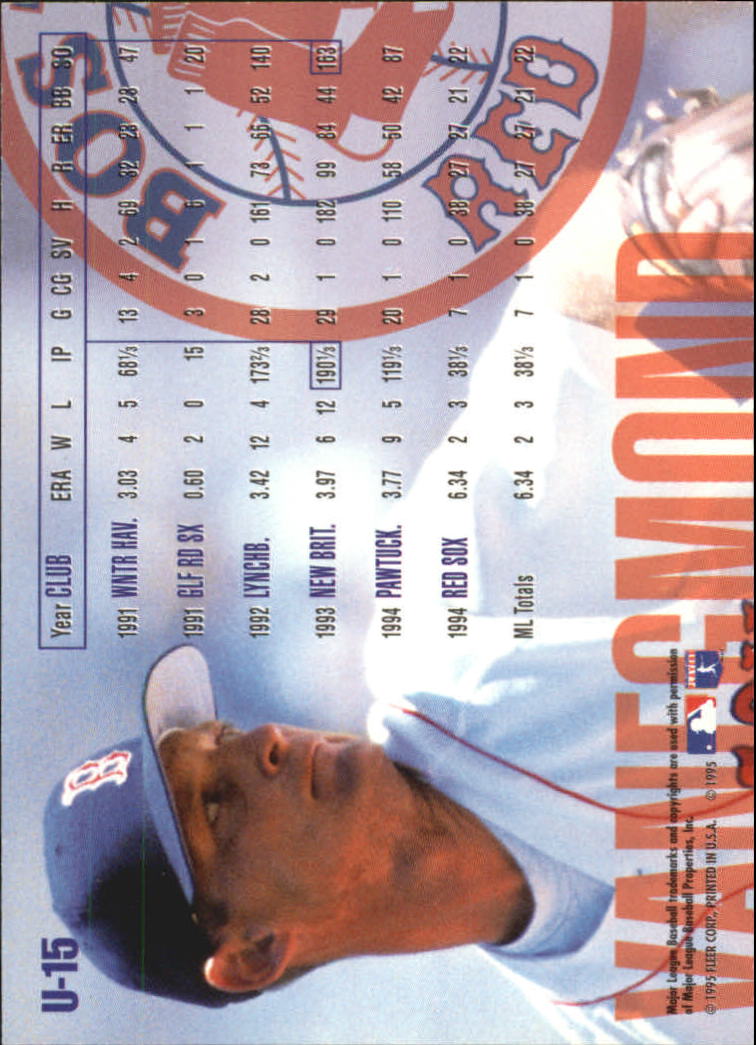 U-15
BOS
RED
B
Year CLUB ERA W L IP G CG SV H R ER BB SO
1991 WNTR HAV. 3.03 4 5 68⅓ 13 4 2 69 32 23 28 47
1991 GLF RD SX 0.60 2 0 15 3 0 1 6 1 1 1 20
1992 LYNCHB. 3.42 12 4 173⅔ 28 2 0 161 73 66 52 140
1993 NEW BRIT. 3.97 6 12 190⅓ 29 1 0 182 99 84 44 163
1994 PAWTUCK. 3.77 9 5 119⅓ 20 1 0 110 58 50 42 87
1994 RED SOX 6.34 2 3 38⅓ 7 1 0 38 27 27 21 22
ML Totals 6.34 2 3 38⅓ 7 1 0 38 27 27 21 22
VANEGMOND
Major League Baseball trademarks and copyrights are used with permission
of Major League Baseball Properties, Inc.
© 1995 FLEER CORP., PRINTED IN U.S.A. © 1995